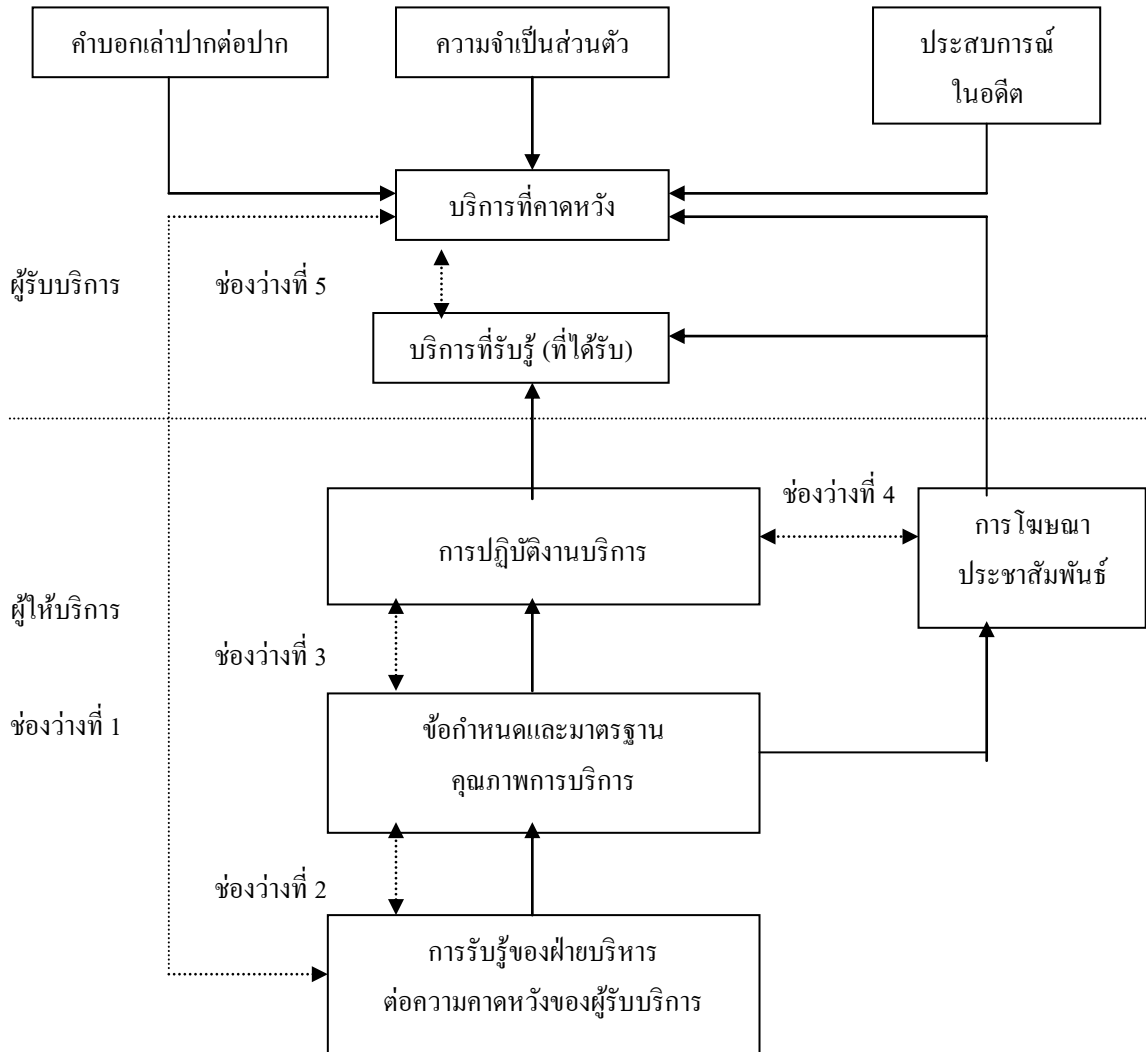 คำบอกเล่าปากต่อปาก
ความจำเป็นส่วนตัว
ประสบการณ์
ในอดีต
บริการที่คาดหวัง
ผู้รับบริการ
ช่องว่างที่ 5
บริการที่รับรู้ (ที่ได้รับ)
ช่องว่างที่ 4
การโฆษณา
ประชาสัมพันธ์
การปฏิบัติงานบริการ
ผู้ให้บริการ
ช่องว่างที่ 3
ช่องว่างที่ 1
ข้อกำหนดและมาตรฐาน
คุณภาพการบริการ
ช่องว่างที่ 2
การรับรู้ของฝ่ายบริหาร
ต่อความคาดหวังของผู้รับบริการ